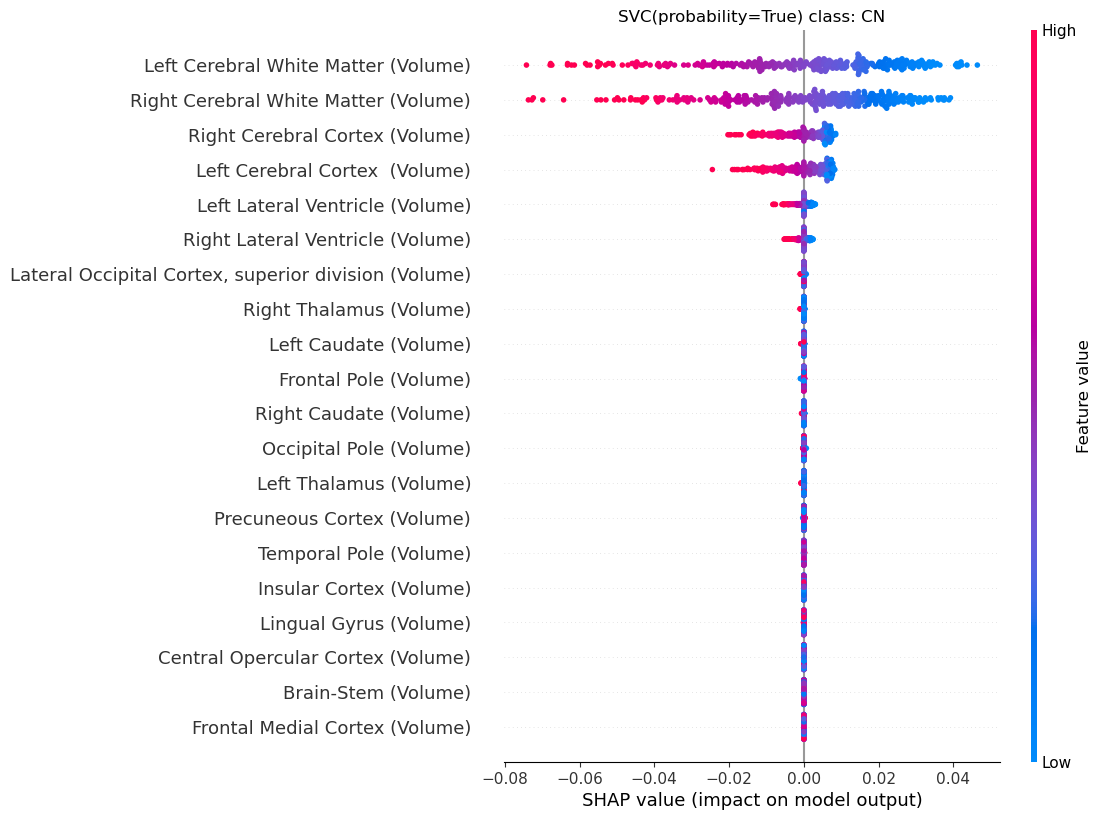 SVC(probability=True) class: CN
High
Left Cerebral White Matter (Volume)
Right Cerebral White Matter (Volume)
Right Cerebral Cortex (Volume)
Left Cerebral Cortex  (Volume)
Left Lateral Ventricle (Volume)
Right Lateral Ventricle (Volume)
Lateral Occipital Cortex, superior division (Volume)
Right Thalamus (Volume)
Left Caudate (Volume)
Frontal Pole (Volume)
Right Caudate (Volume)
Occipital Pole (Volume)
Left Thalamus (Volume)
Precuneous Cortex (Volume)
Temporal Pole (Volume)
Insular Cortex (Volume)
Lingual Gyrus (Volume)
Central Opercular Cortex (Volume)
Brain-Stem (Volume)
Frontal Medial Cortex (Volume)
Feature value
Low
−0.08 −0.06 −0.04 −0.02 0.00 0.02 0.04
SHAP value (impact on model output)